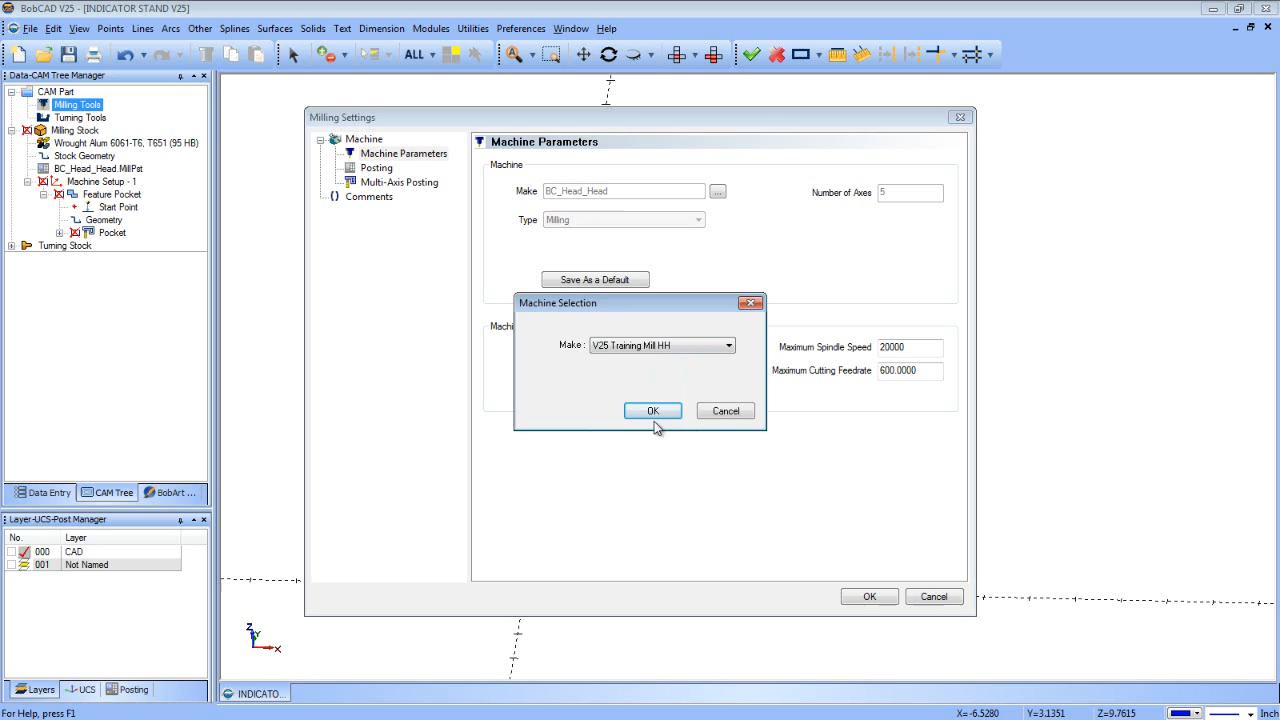 BobCAD V25 - [INDICATOR STAND V25]
File Edit View Points Lines Arcs Other Splines Surfaces Solids Text Dimension Modules Utilities Preferences Window Help
ALL
Data-CAM Tree Manager
CAM Part
Milling Tools
Turning Tools
Milling Stock
Wrought Alum 6061-T6, T651 (95 HB)
Stock Geometry
BC_Head_Head.MillPst
Machine Setup - 1
Feature Pocket
Start Point
Geometry
Pocket
Turning Stock
Data Entry CAM Tree BobArt ...
Layer-UCS-Post Manager
No. Layer
000 CAD
001 Not Named
Layers UCS Posting
Milling Settings
Machine
Machine Parameters
Posting
Multi-Axis Posting
Comments
Machine Parameters
Machine
Make BC_Head_Head ... Number of Axes 5
Type Milling
Save As a Default
Maximum Spindle Speed 20000
Maximum Cutting Feedrate 600.0000
Machine Selection
Make : V25 Training Mill HH
OK Cancel
OK Cancel
Z
Y
X
INDICATO...
For Help, press F1 X= -6.5280 Y=3.1351 Z=9.7615 Inch